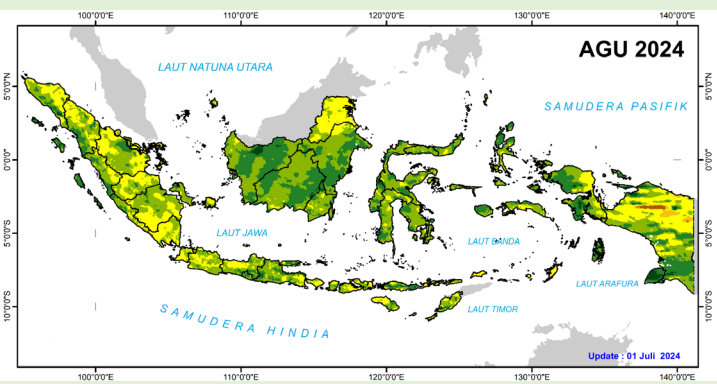 100°0'0"E 110°0'0"E 120°0'0"E 130°0'0"E 140°0'0"E
AGU 2024
LAUT NATUNA UTARA
5°0'0"N 5°0'0"N
SAMUDERA PASIFIK
0°0'0" 0°0'0"
LAUT JAWA
LAUT BANDA
5°0'0"S 5°0'0"S
LAUT ARAFURA
SAMUDERA HINDIA
LAUT TIMOR
10°0'0"S 10°0'0"S
Update : 01 Juli 2024
100°0'0"E 110°0'0"E 120°0'0"E 130°0'0"E 140°0'0"E